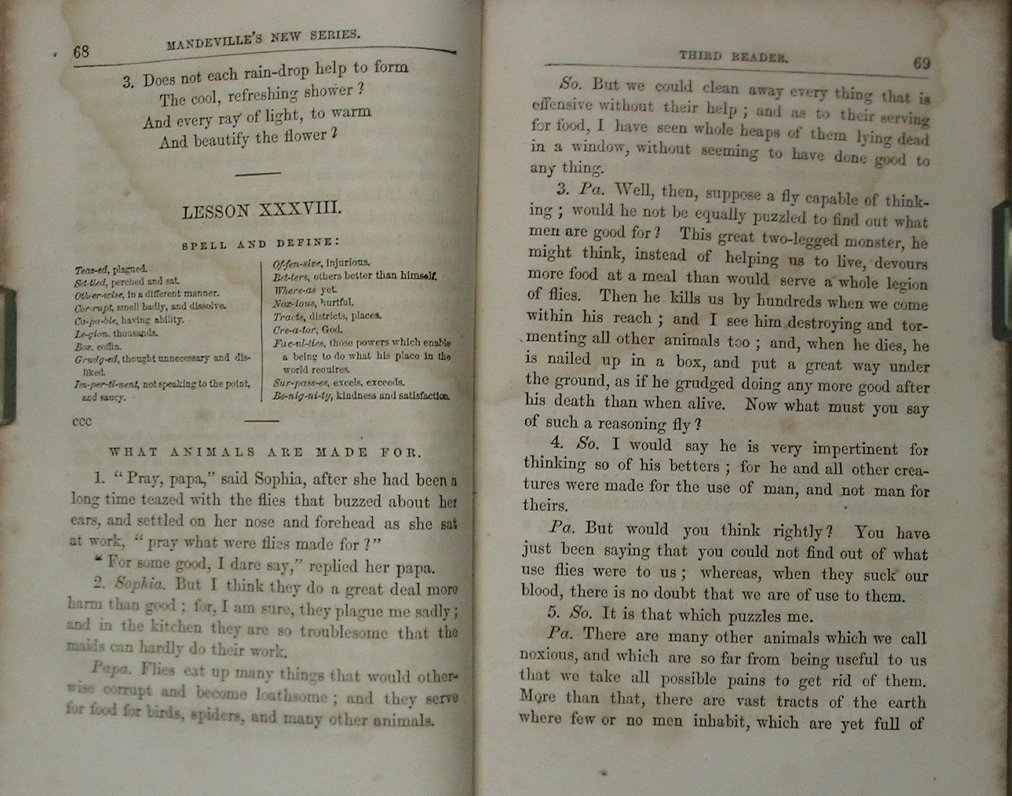 68 MANDEVILLE'S NEW SERIES.
3. Does not each rain-drop help to form
The cool, refreshing shower?
And every ray of light, to warm
And beautify the flower?
LESSON XXXVIII.
SPELL AND DEFINE:
Teas-ed, plagued.
Set-tled, perched and sat.
Oth-er-wise, in a different manner.
Cor-rupt, smell badly, and dissolve.
Ca-pa-ble, having ability.
Le-gion, thousands.
Box, coffin.
Grudg-ed, thought unnecessary and dis-
liked.
Im-per-ti-nent, not speaking to the point,
and saucy.
Of-fen-sive, injurious.
Bet-ters, others better than himself.
Where-as yet.
Nox-ious, hurtful.
Tracts, districts, places.
Cre-a-tor, God.
Fac-ul-ties, those powers which enable
a being to do what his place in the
world requires.
Sur-pass-es, excels, exceeds.
Be-nig-ni-ty, kindness and satisfaction.
CCC
WHAT ANIMALS ARE MADE FOR.
1. "Pray, papa," said Sophia, after she had been a
long time teazed with the flies that buzzed about her
ears, and settled on her nose and forehead as she sat
at work, "pray what were flies made for?"
"For some good, I dare say," replied her papa.
2. Sophia. But I think they do a great deal more
harm than good; for, I am sure, they plague me sadly;
and in the kitchen they are so troublesome that the
maids can hardly do their work.
Papa. Flies eat up many things that would other-
wise corrupt and become loathsome; and they serve
for food for birds, spiders, and many other animals.
THIRD READER. 69
So. But we could clean away every thing that is
offensive without their help; and as to their serving
for food, I have seen whole heaps of them lying dead
in a window, without seeming to have done good to
any thing.
3. Pa. Well, then, suppose a fly capable of think-
ing; would he not be equally puzzled to find out what
men are good for? This great two-legged monster, he
might think, instead of helping us to live, devours
more food at a meal than would serve a whole legion
of flies. Then he kills us by hundreds when we come
within his reach; and I see him destroying and tor-
menting all other animals too; and, when he dies, he
is nailed up in a box, and put a great way under
the ground, as if he grudged doing any more good after
his death than when alive. Now what must you say
of such a reasoning fly?
4. So. I would say he is very impertinent for
thinking so of his betters; for he and all other crea-
tures were made for the use of man, and not man for
theirs.
Pa. But would you think rightly? You have
just been saying that you could not find out of what
use flies were to us; whereas, when they suck our
blood, there is no doubt that we are of use to them.
5. So. It is that which puzzles me.
Pa. There are many other animals which we call
noxious, and which are so far from being useful to us
that we take all possible pains to get rid of them.
More than that, there are vast tracts of the earth
where few or no men inhabit, which are yet full of